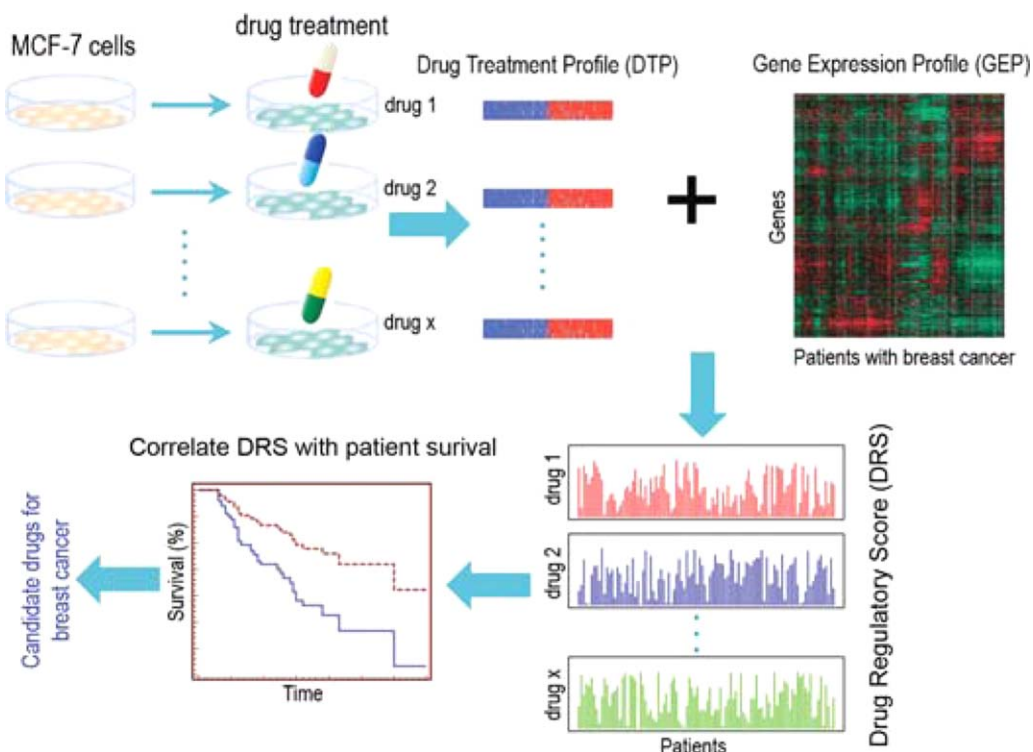 MCF-7 cells
drug treatment
Drug Treatment Profile (DTP)
Gene Expression Profile (GEP)
drug 1
drug 2
drug x
Genes
Patients with breast cancer
Correlate DRS with patient surival
Survival (%)
Time
Candidate drugs for
breast cancer
drug 1
drug 2
drug x
Patients
Drug Regulatory Score (DRS)